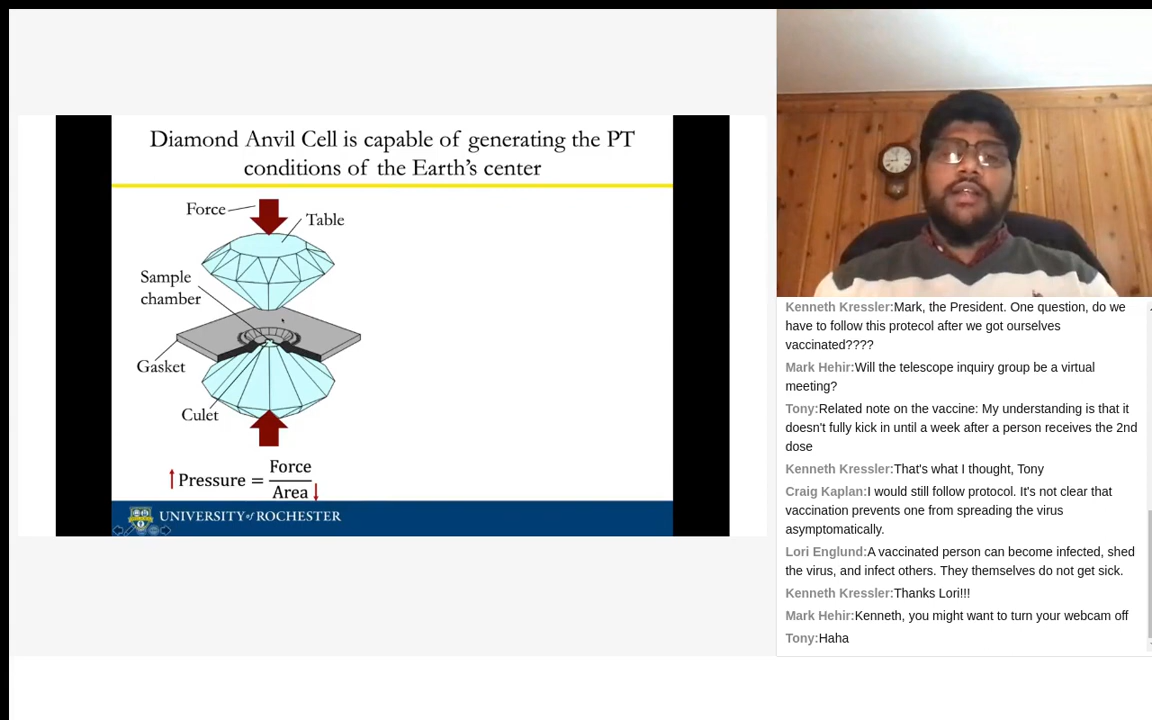 Diamond Anvil Cell is capable of generating the PT
conditions of the Earth's center
Force
Table
Sample
chamber
Gasket
Culet
Pressure = Force
Area
UNIVERSITY of ROCHESTER
Kenneth Kressler:Mark, the President. One question, do we
have to follow this protecol after we got ourselves
vaccinated????
Mark Hehir:Will the telescope inquiry group be a virtual
meeting?
Tony:Related note on the vaccine: My understanding is that it
doesn't fully kick in until a week after a person receives the 2nd
dose
Kenneth Kressler:That's what I thought, Tony
Craig Kaplan:I would still follow protocol. It's not clear that
vaccination prevents one from spreading the virus
asymptomatically.
Lori Englund:A vaccinated person can become infected, shed
the virus, and infect others. They themselves do not get sick.
Kenneth Kressler:Thanks Lori!!!
Mark Hehir:Kenneth, you might want to turn your webcam off
Tony:Haha